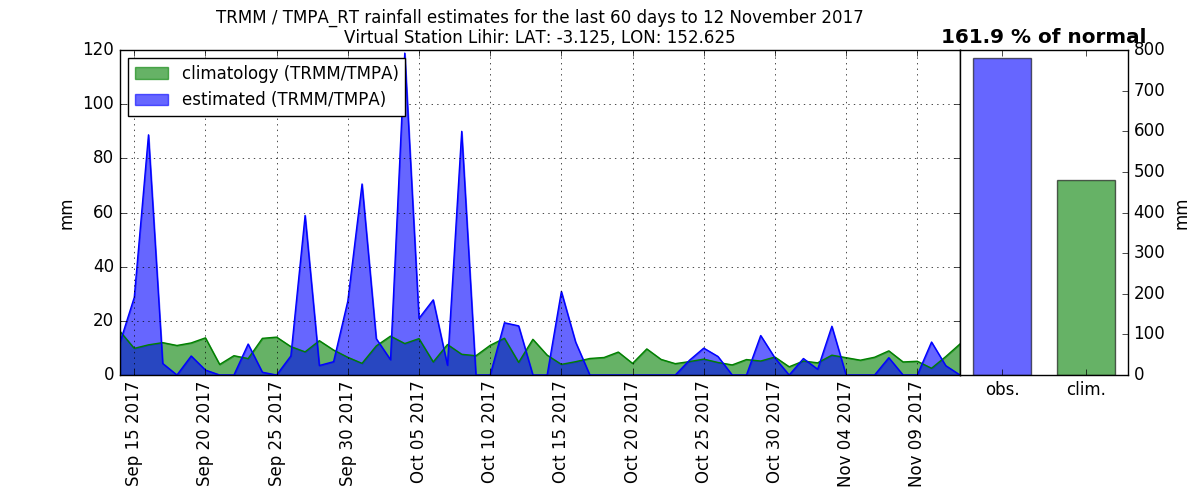 TRMM / TMPA_RT rainfall estimates for the last 60 days to 12 November 2017
Virtual Station Lihir: LAT: -3.125, LON: 152.625
161.9 % of normal
climatology (TRMM/TMPA)
estimated (TRMM/TMPA)
120
100
80
60
40
20
0
mm
Sep 15 2017
Sep 20 2017
Sep 25 2017
Sep 30 2017
Oct 05 2017
Oct 10 2017
Oct 15 2017
Oct 20 2017
Oct 25 2017
Oct 30 2017
Nov 04 2017
Nov 09 2017
800
700
600
500
400
300
200
100
0
mm
obs.
clim.